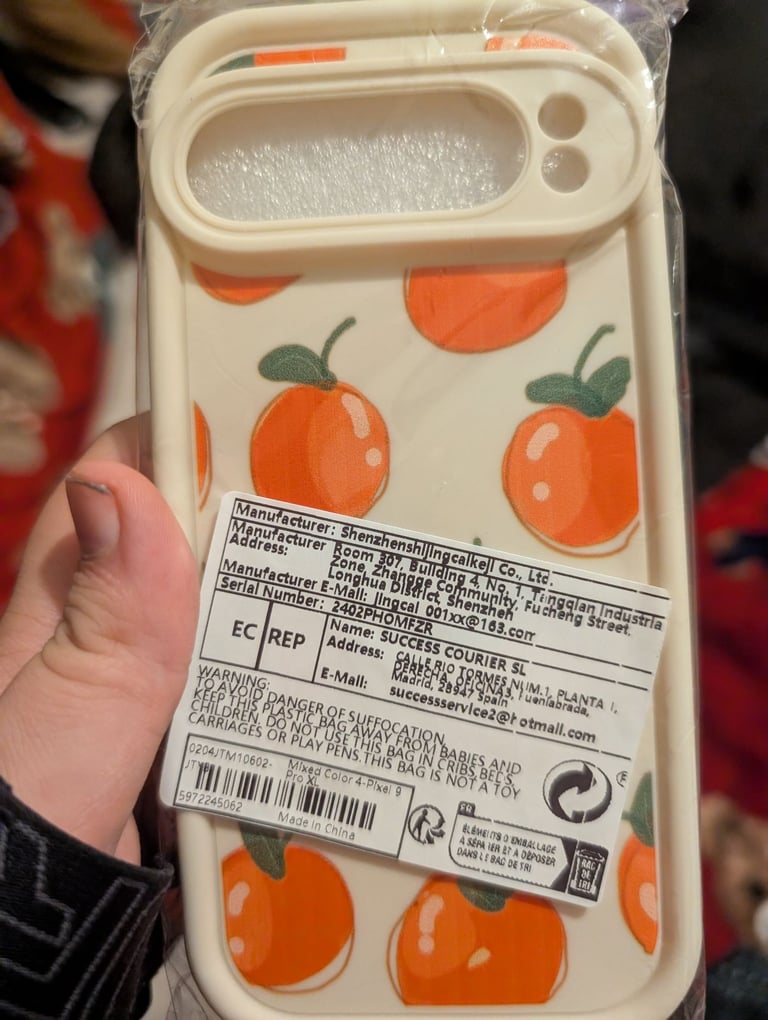 Manufacturer: Shenzhenshijingcaikeji Co., Ltd.
Manufacturer Address: Room 307, Building 4, No. 1, Tingqian Industria
Zone, Zhangge Community, Fucheng Street,
Longhua District, Shenzhen
Manufacturer E-Mail: jingcai_001xx@163.com
Serial Number: 2402PHOMFZR
EC REP
Name: SUCCESS COURIER SL
Address: CALLE RIO TORMES NUM.1, PLANTA 1,
DERECHA, OFICINA3, Fuenlabrada,
Madrid, 28947 Spain
E-Mail: successservice2@hotmail.com
WARNING:
TO AVOID DANGER OF SUFFOCATION,
KEEP THIS PLASTIC BAG AWAY FROM BABIES AND
CHILDREN. DO NOT USE THIS BAG IN CRIBS,BELS,
CARRIAGES OR PLAY PENS.THIS BAG IS NOT A TOY
0204JTM10602- Mixed Color 4-Pixel 9
Pro XL
5972245062
Made in China
FR
ÉLÉMENTS D'EMBALLAGE
À SÉPARER ET À DÉPOSER
DANS LE BAC DE TRI
BAC
DE
TRI